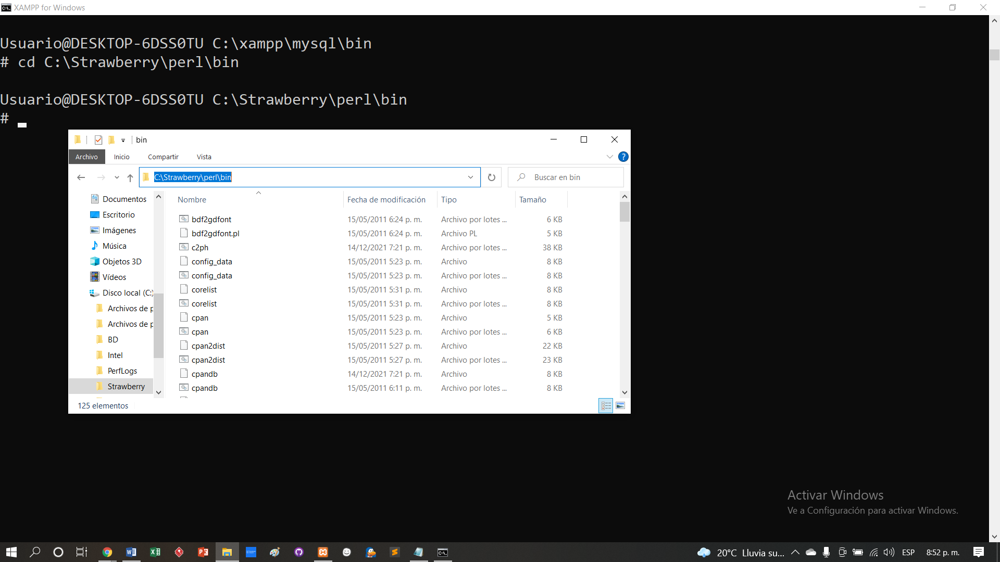 XAMPP for Windows
Usuario@DESKTOP-6DSS0TU C:\xampp\mysql\bin
# cd C:\Strawberry\perl\bin
Usuario@DESKTOP-6DSS0TU C:\Strawberry\perl\bin
#
bin
Archivo Inicio Compartir Vista
C:\Strawberry\perl\bin Buscar en bin
Documentos
Escritorio
Imágenes
Música
Objetos 3D
Vídeos
Disco local (C:)
Archivos de p
Archivos de p
BD
Intel
PerfLogs
Strawberry
Nombre Fecha de modificación Tipo Tamaño
bdf2gdfont 15/05/2011 6:24 p. m. Archivo por lotes ... 6 KB
bdf2gdfont.pl 15/05/2011 6:24 p. m. Archivo PL 5 KB
c2ph 14/12/2021 7:21 p. m. Archivo por lotes ... 38 KB
config_data 15/05/2011 5:23 p. m. Archivo 8 KB
config_data 15/05/2011 5:23 p. m. Archivo por lotes ... 8 KB
corelist 15/05/2011 5:31 p. m. Archivo 8 KB
corelist 15/05/2011 5:31 p. m. Archivo por lotes ... 8 KB
cpan 15/05/2011 5:23 p. m. Archivo 5 KB
cpan 15/05/2011 5:23 p. m. Archivo por lotes ... 6 KB
cpan2dist 15/05/2011 5:27 p. m. Archivo 22 KB
cpan2dist 15/05/2011 5:27 p. m. Archivo por lotes ... 23 KB
cpandb 14/12/2021 7:21 p. m. Archivo 8 KB
cpandb 15/05/2011 6:11 p. m. Archivo por lotes ... 8 KB
125 elementos
Activar Windows
Ve a Configuración para activar Windows.
20°C Lluvia su... ESP 8:52 p. m.